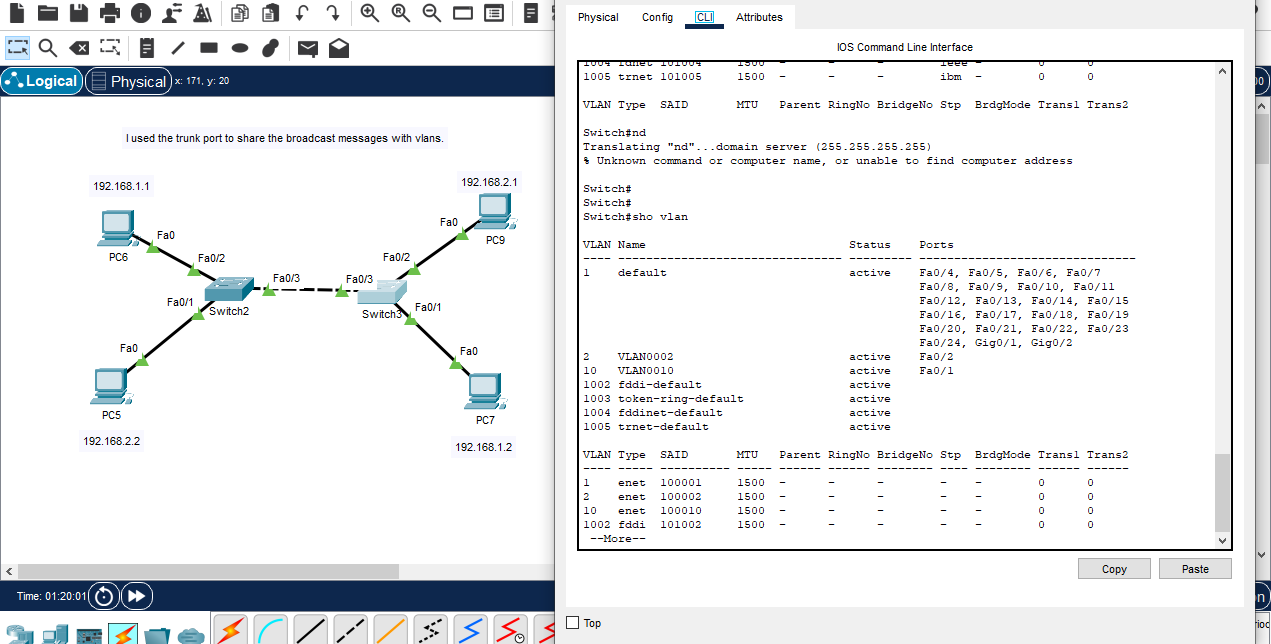 Physical Config CLI Attributes
IOS Command Line Interface
Logical Physical x: 171, y: 20
I used the trunk port to share the broadcast messages with vlans.
192.168.1.1
192.168.2.1
Fa0
PC6
Fa0/2
Fa0
PC9
Fa0/2
Fa0/3
Fa0/3
Fa0/1
Switch2
Switch3
Fa0/1
Fa0
Fa0
PC5
PC7
192.168.2.2
192.168.1.2
Time: 01:20:01
1004 fdnet 101004 1500 - - - ieee - 0 0
1005 trnet 101005 1500 - - - ibm - 0 0
VLAN Type SAID MTU Parent RingNo BridgeNo Stp BrdgMode Trans1 Trans2
Switch#nd
Translating "nd"...domain server (255.255.255.255)
% Unknown command or computer name, or unable to find computer address
Switch#
Switch#
Switch#sho vlan
VLAN Name Status Ports
---- -------------------------------- --------- -------------------------------
1 default active Fa0/4, Fa0/5, Fa0/6, Fa0/7
Fa0/8, Fa0/9, Fa0/10, Fa0/11
Fa0/12, Fa0/13, Fa0/14, Fa0/15
Fa0/16, Fa0/17, Fa0/18, Fa0/19
Fa0/20, Fa0/21, Fa0/22, Fa0/23
Fa0/24, Gig0/1, Gig0/2
2 VLAN0002 active Fa0/2
10 VLAN0010 active Fa0/1
1002 fddi-default active
1003 token-ring-default active
1004 fddinet-default active
1005 trnet-default active
VLAN Type SAID MTU Parent RingNo BridgeNo Stp BrdgMode Trans1 Trans2
---- ----- ---------- ----- ------ ------ -------- ---- -------- ------ ------
1 enet 100001 1500 - - - - - 0 0
2 enet 100002 1500 - - - - - 0 0
10 enet 100010 1500 - - - - - 0 0
1002 fddi 101002 1500 - - - - - 0 0
--More--
Copy Paste
Top